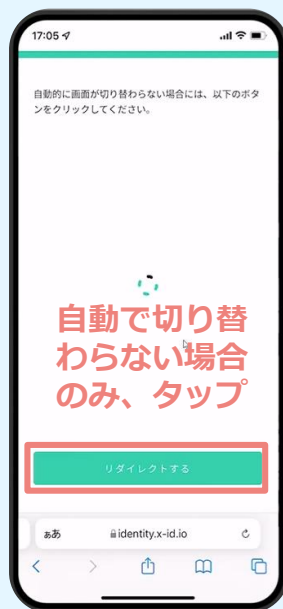 17:05
自動的に画面が切り替わらない場合には、以下のボタ
ンをクリックしてください。
自動で切り替
わらない場合
のみ、タップ
リダイレクトする
ぁあ
identity.x-id.io